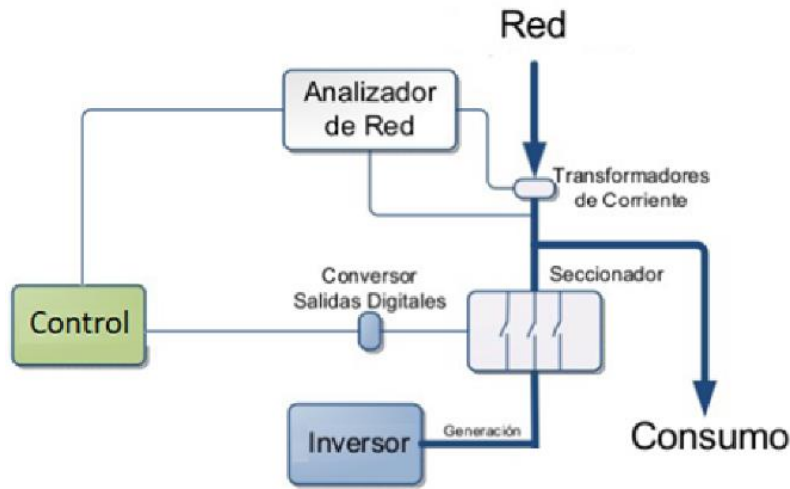 Red
Analizador
de Red
Transformadores
de Corriente
Conversor
Salidas Digitales
Seccionador
Control
Inversor
Generación
Consumo